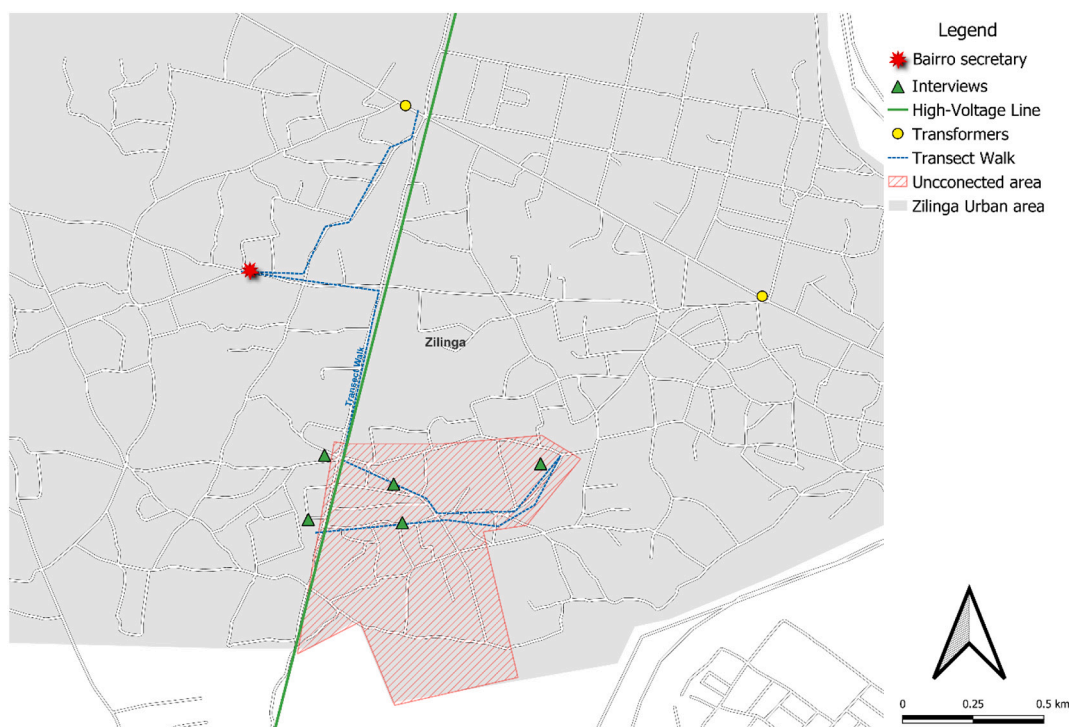 Legend
Bairro secretary
Interviews
High-Voltage Line
Transformers
Transect Walk
Uncconected area
Zilinga Urban area
Zilinga
Transect Walk
0 0.25 0.5 km